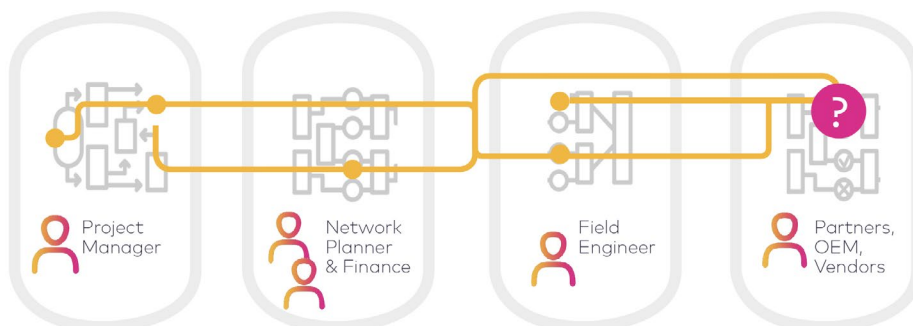 ?
Project
Manager
Network
Planner
& Finance
Field
Engineer
Partners,
OEM,
Vendors